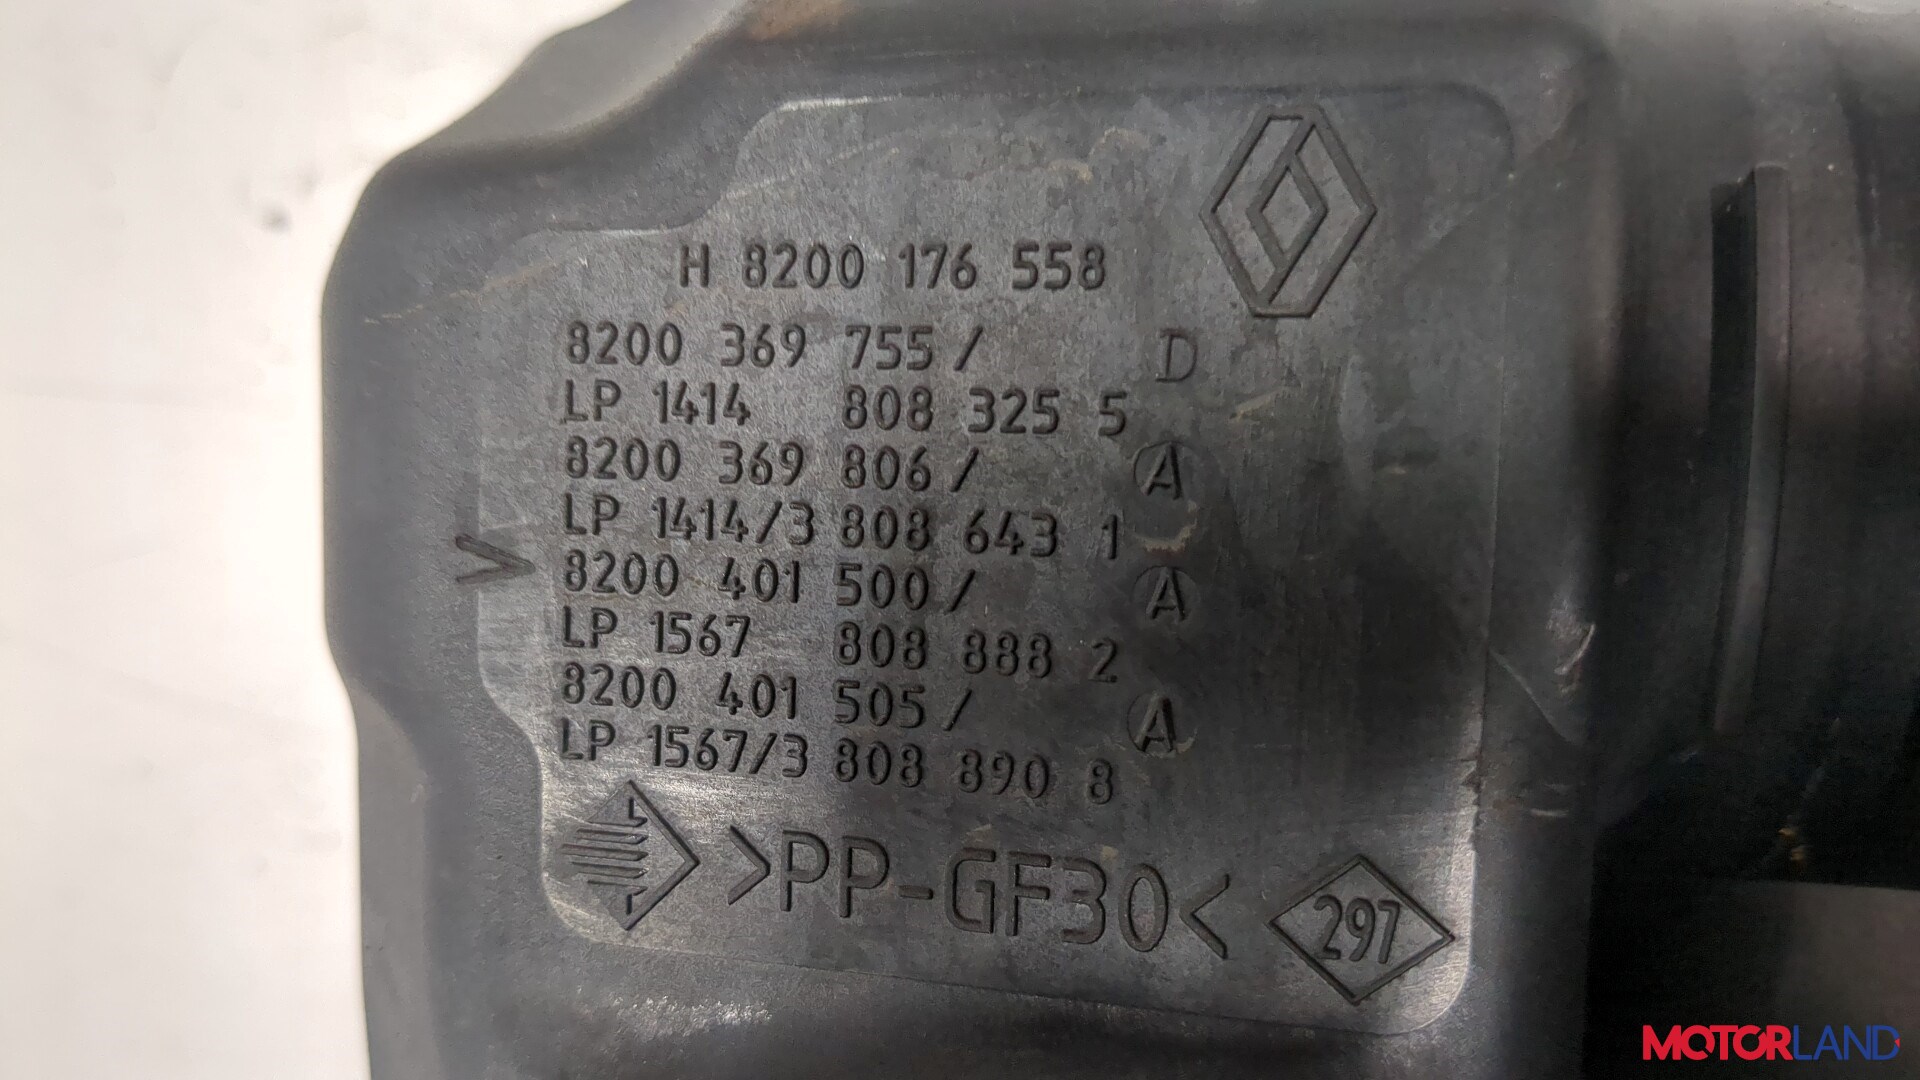 H 8200 176 558
8200 369 755/ D
LP 1414 808 325 5
8200 369 806/ A
LP 1414/3 808 643 1
8200 401 500/ A
LP 1567 808 888 2
8200 401 505/ A
LP 1567/3 808 890 8
>PP-GF30<
297
MOTORLAND